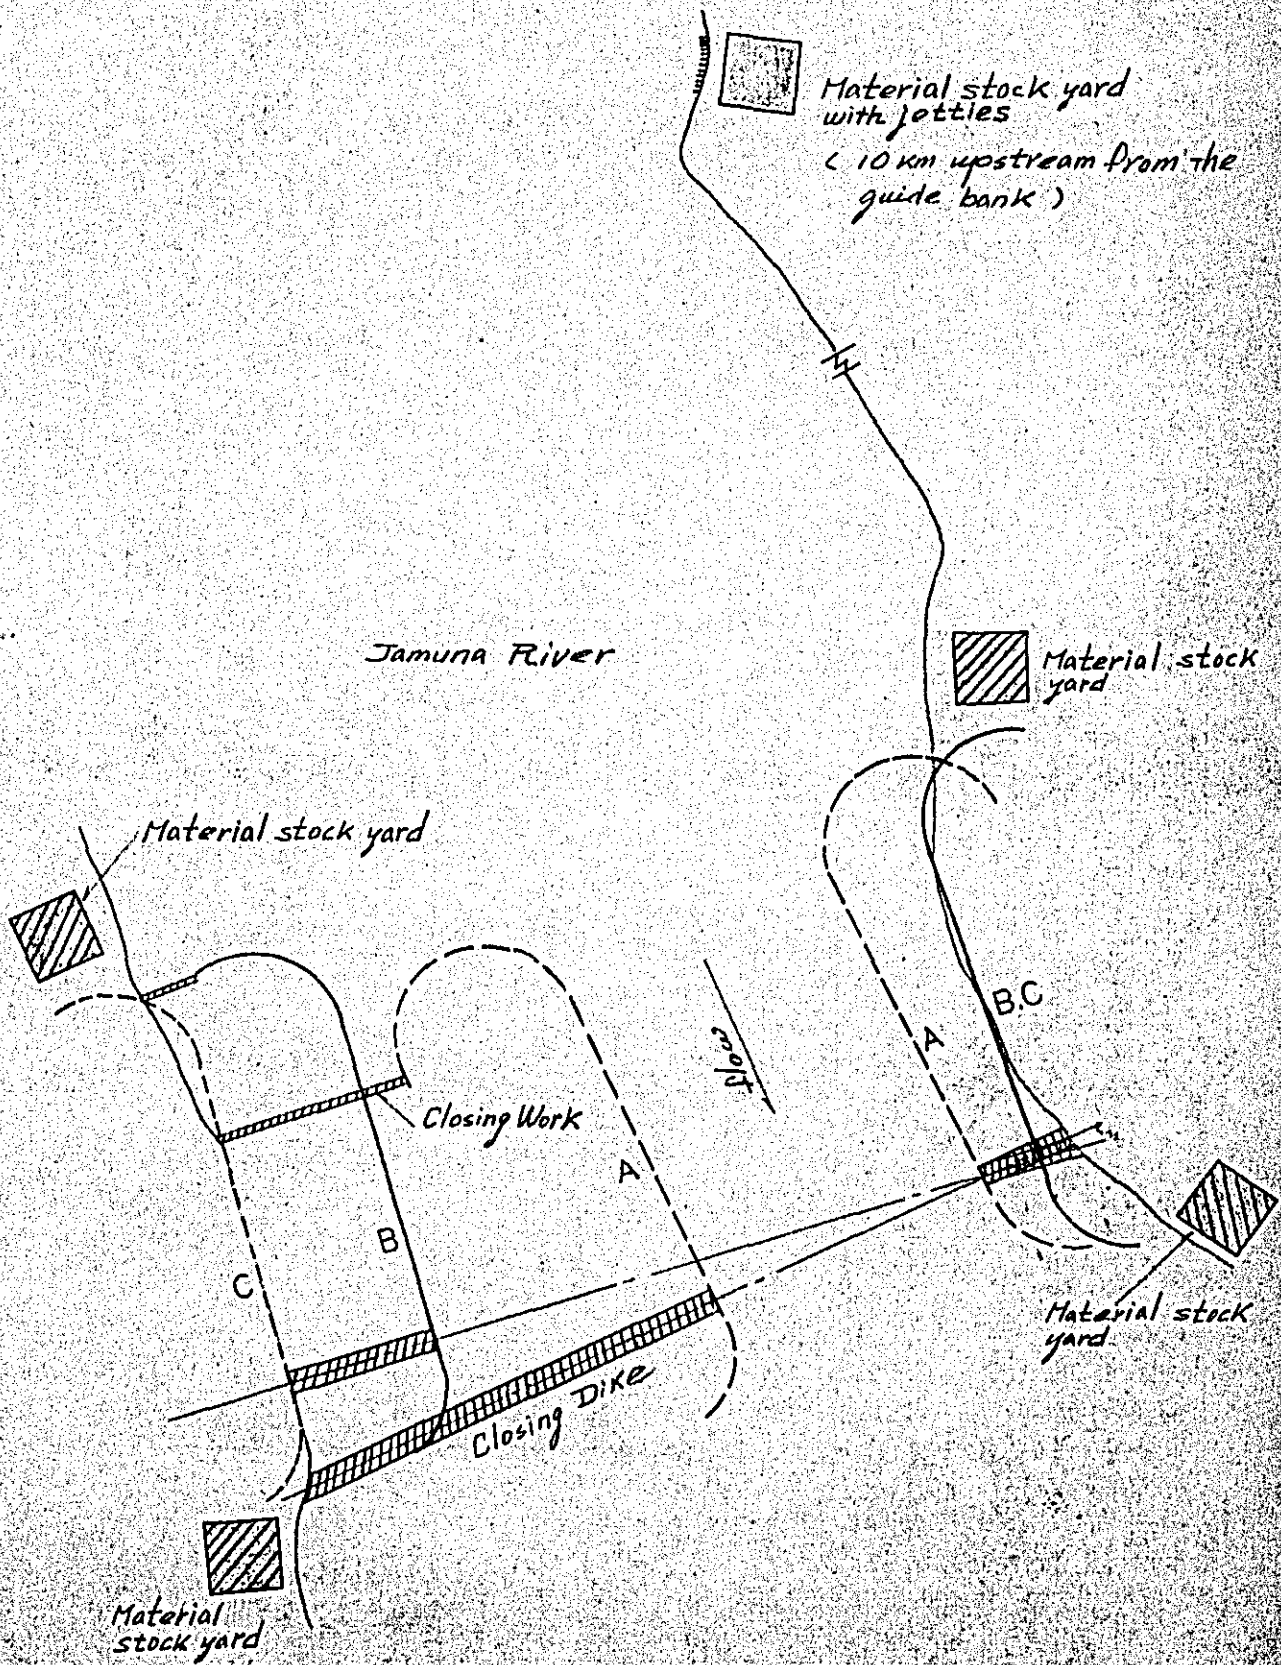 Material stock yard
with jetties
( 10 km upstream from the
guide bank )
Jamuna River
Material stock
yard
Material stock yard
B.C
A
flow
Closing Work
A
B
C
Material stock
yard
Closing Dike
Material
stock yard